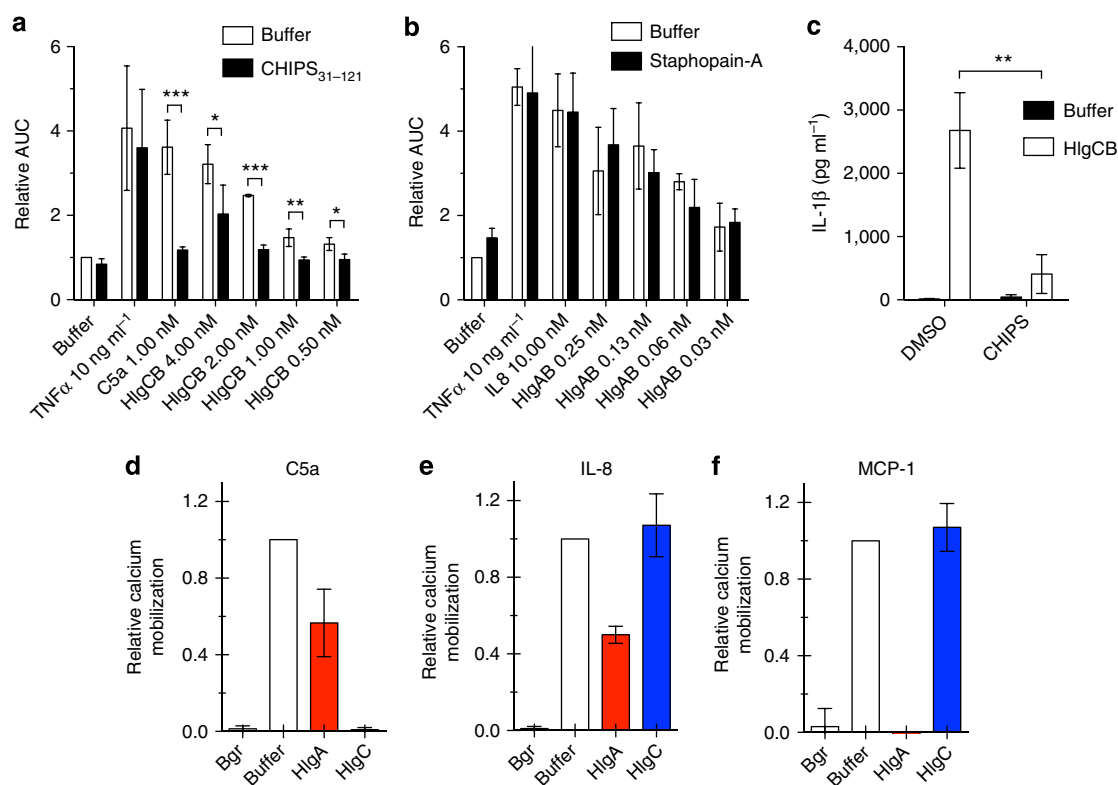 a
Buffer
CHIPS31–121
Relative AUC
6
4
2
0
***
*
***
**
*
Buffer
TNFα 10 ng ml−1
C5a 1.00 nM
HlgCB 4.00 nM
HlgCB 2.00 nM
HlgCB 1.00 nM
HlgCB 0.50 nM
b
Buffer
Staphopain-A
Relative AUC
6
4
2
0
Buffer
TNFα 10 ng ml−1
IL8 10.00 nM
HlgAB 0.25 nM
HlgAB 0.13 nM
HlgAB 0.06 nM
HlgAB 0.03 nM
c
IL-1β (pg ml−1)
4,000
3,000
2,000
1,000
0
**
Buffer
HlgCB
DMSO
CHIPS
d
C5a
Relative calcium
mobilization
1.2
0.8
0.4
0.0
Bgr
Buffer
HlgA
HlgC
e
IL-8
Relative calcium
mobilization
1.2
0.8
0.4
0.0
Bgr
Buffer
HlgA
HlgC
f
MCP-1
Relative calcium
mobilization
1.2
0.8
0.4
0.0
Bgr
Buffer
HlgA
HlgC